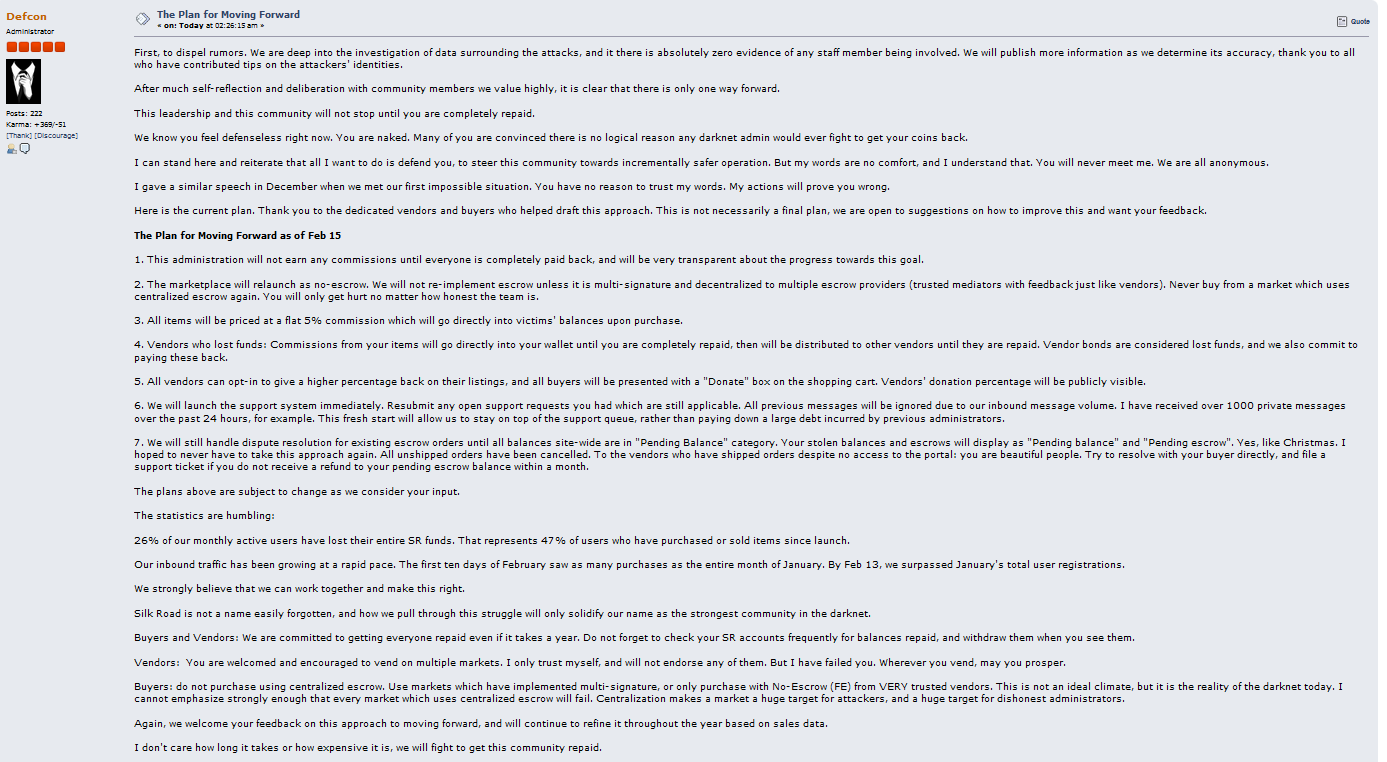 Defcon
Administrator
Posts: 222
Karma: +369/-51
[Thank] [Discourage]
The Plan for Moving Forward
« on: Today at 02:26:15 am »
Quote
First, to dispel rumors. We are deep into the investigation of data surrounding the attacks, and it there is absolutely zero evidence of any staff member being involved. We will publish more information as we determine its accuracy, thank you to all
who have contributed tips on the attackers' identities.
After much self-reflection and deliberation with community members we value highly, it is clear that there is only one way forward.
This leadership and this community will not stop until you are completely repaid.
We know you feel defenseless right now. You are naked. Many of you are convinced there is no logical reason any darknet admin would ever fight to get your coins back.
I can stand here and reiterate that all I want to do is defend you, to steer this community towards incrementally safer operation. But my words are no comfort, and I understand that. You will never meet me. We are all anonymous.
I gave a similar speech in December when we met our first impossible situation. You have no reason to trust my words. My actions will prove you wrong.
Here is the current plan. Thank you to the dedicated vendors and buyers who helped draft this approach. This is not necessarily a final plan, we are open to suggestions on how to improve this and want your feedback.
The Plan for Moving Forward as of Feb 15
1. This administration will not earn any commissions until everyone is completely paid back, and will be very transparent about the progress towards this goal.
2. The marketplace will relaunch as no-escrow. We will not re-implement escrow unless it is multi-signature and decentralized to multiple escrow providers (trusted mediators with feedback just like vendors). Never buy from a market which uses
centralized escrow again. You will only get hurt no matter how honest the team is.
3. All items will be priced at a flat 5% commission which will go directly into victims' balances upon purchase.
4. Vendors who lost funds: Commissions from your items will go directly into your wallet until you are completely repaid, then will be distributed to other vendors until they are repaid. Vendor bonds are considered lost funds, and we also commit to
paying these back.
5. All vendors can opt-in to give a higher percentage back on their listings, and all buyers will be presented with a "Donate" box on the shopping cart. Vendors' donation percentage will be publicly visible.
6. We will launch the support system immediately. Resubmit any open support requests you had which are still applicable. All previous messages will be ignored due to our inbound message volume. I have received over 1000 private messages
over the past 24 hours, for example. This fresh start will allow us to stay on top of the support queue, rather than paying down a large debt incurred by previous administrators.
7. We will still handle dispute resolution for existing escrow orders until all balances site-wide are in "Pending Balance" category. Your stolen balances and escrows will display as "Pending balance" and "Pending escrow". Yes, like Christmas. I
hoped to never have to take this approach again. All unshipped orders have been cancelled. To the vendors who have shipped orders despite no access to the portal: you are beautiful people. Try to resolve with your buyer directly, and file a
support ticket if you do not receive a refund to your pending escrow balance within a month.
The plans above are subject to change as we consider your input.
The statistics are humbling:
26% of our monthly active users have lost their entire SR funds. That represents 47% of users who have purchased or sold items since launch.
Our inbound traffic has been growing at a rapid pace. The first ten days of February saw as many purchases as the entire month of January. By Feb 13, we surpassed January's total user registrations.
We strongly believe that we can work together and make this right.
Silk Road is not a name easily forgotten, and how we pull through this struggle will only solidify our name as the strongest community in the darknet.
Buyers and Vendors: We are committed to getting everyone repaid even if it takes a year. Do not forget to check your SR accounts frequently for balances repaid, and withdraw them when you see them.
Vendors: You are welcomed and encouraged to vend on multiple markets. I only trust myself, and will not endorse any of them. But I have failed you. Wherever you vend, may you prosper.
Buyers: do not purchase using centralized escrow. Use markets which have implemented multi-signature, or only purchase with No-Escrow (FE) from VERY trusted vendors. This is not an ideal climate, but it is the reality of the darknet today. I
cannot emphasize strongly enough that every market which uses centralized escrow will fail. Centralization makes a market a huge target for attackers, and a huge target for dishonest administrators.
Again, we welcome your feedback on this approach to moving forward, and will continue to refine it throughout the year based on sales data.
I don't care how long it takes or how expensive it is, we will fight to get this community repaid.